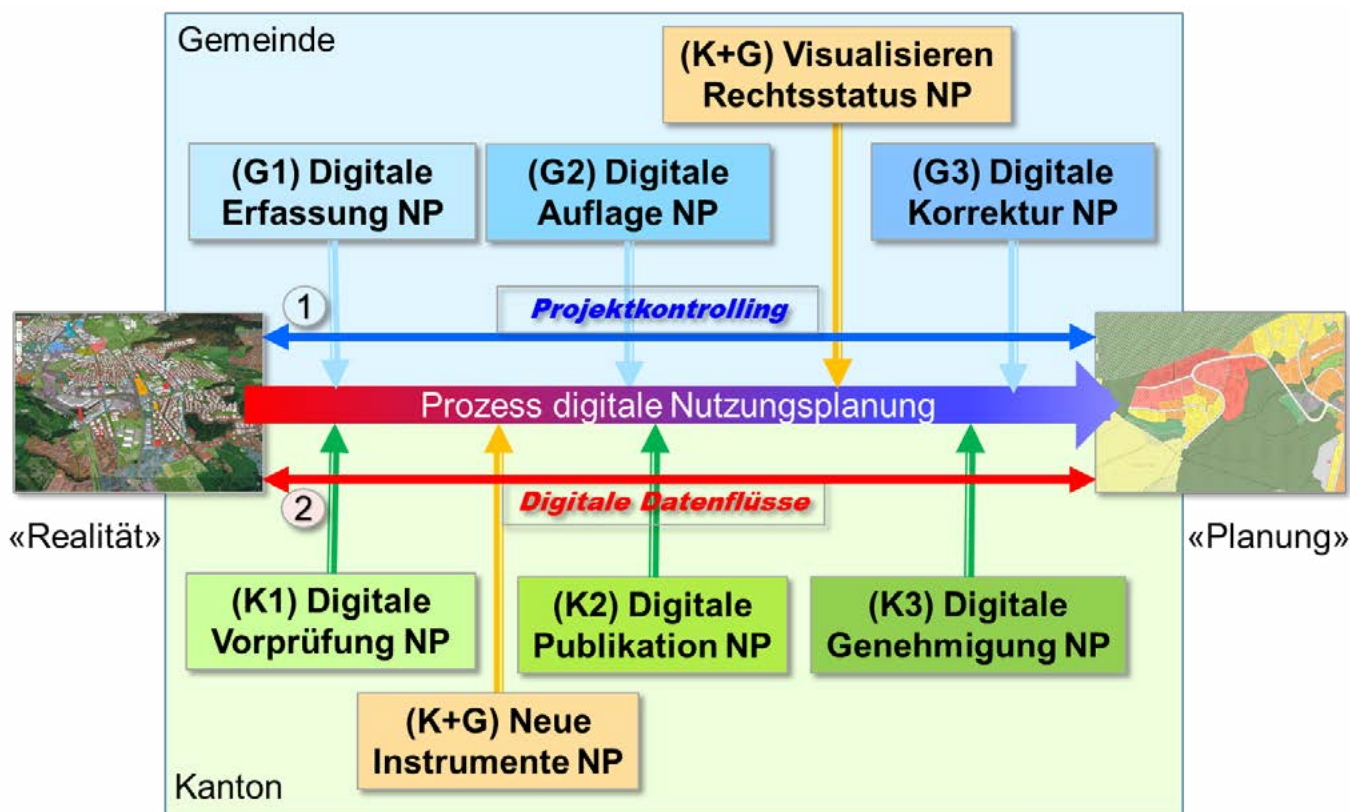 Gemeinde
(K+G) Visualisieren
Rechtsstatus NP
(G1) Digitale
Erfassung NP
(G2) Digitale
Auflage NP
(G3) Digitale
Korrektur NP
1
Projektkontrolling
Prozess digitale Nutzungsplanung
2
Digitale Datenflüsse
«Realität»
«Planung»
(K1) Digitale
Vorprüfung NP
(K2) Digitale
Publikation NP
(K3) Digitale
Genehmigung NP
(K+G) Neue
Instrumente NP
Kanton